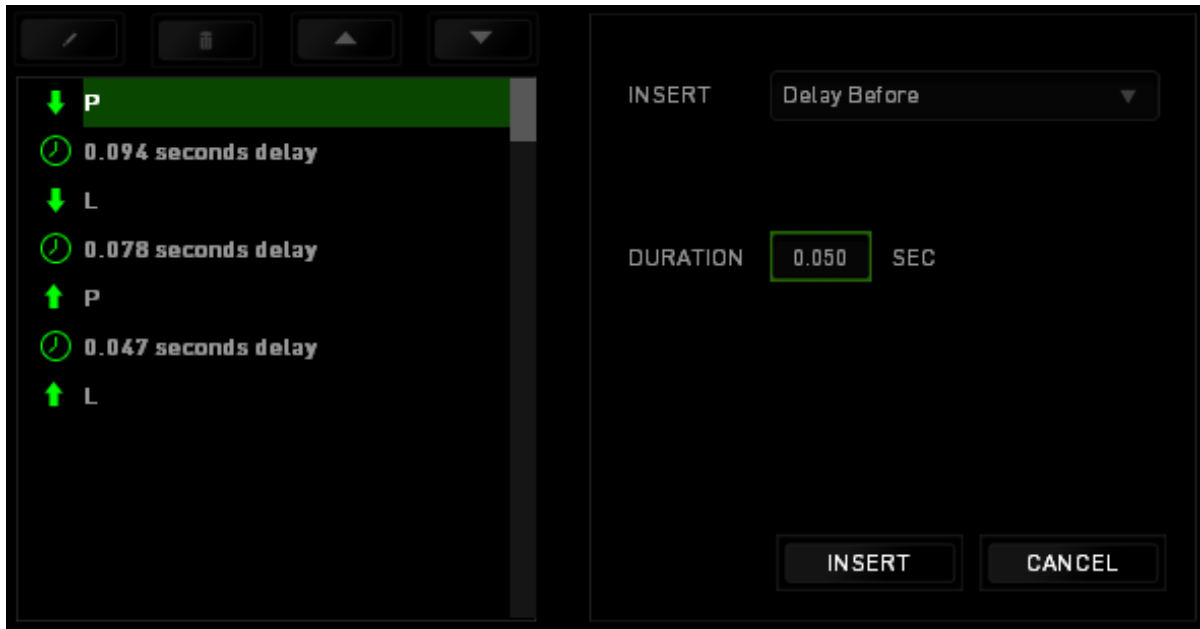 P
0.094 seconds delay
L
0.078 seconds delay
P
0.047 seconds delay
L
INSERT Delay Before
DURATION 0.050 SEC
INSERT CANCEL